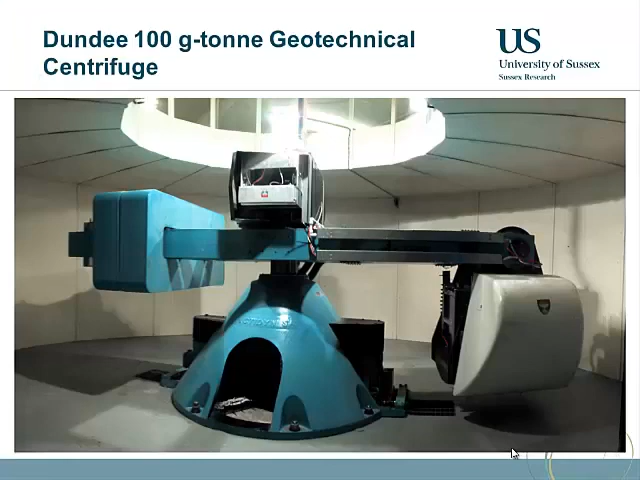 Dundee 100 g-tonne Geotechnical
Centrifuge
US
University of Sussex
Sussex Research